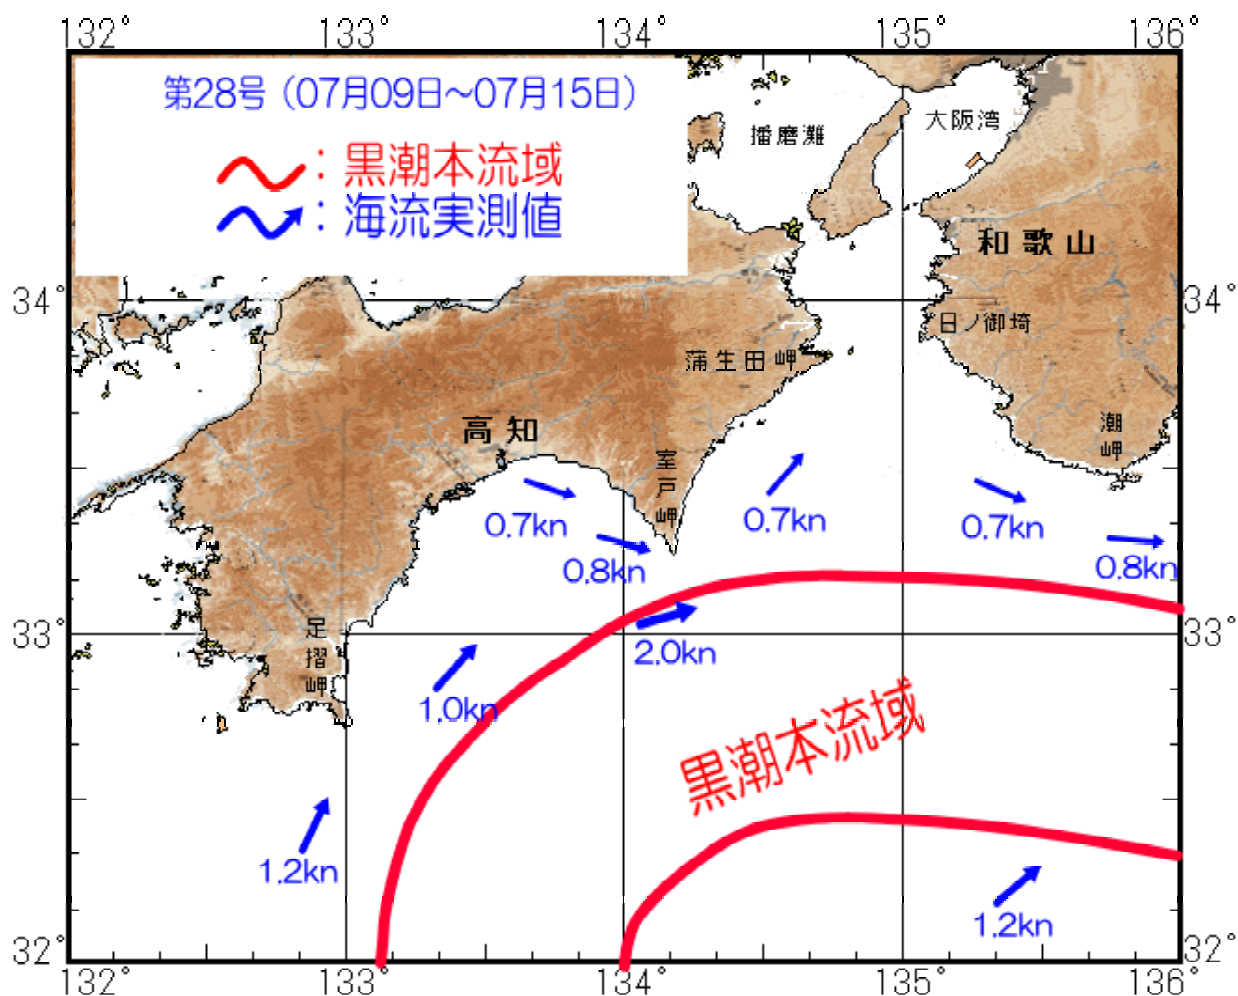 132° 133° 134° 135° 136°
第28号（07月09日～07月15日）
：黒潮本流域
：海流実測値
播磨灘
大阪湾
和歌山
34° 34°
日ノ御埼
蒲生田岬
潮岬
高知
室戸岬
0.7kn
0.7kn
0.7kn
0.8kn
0.8kn
33° 33°
足摺岬
2.0kn
1.0kn
黒潮本流域
1.2kn
1.2kn
32° 32°
132° 133° 134° 135° 136°